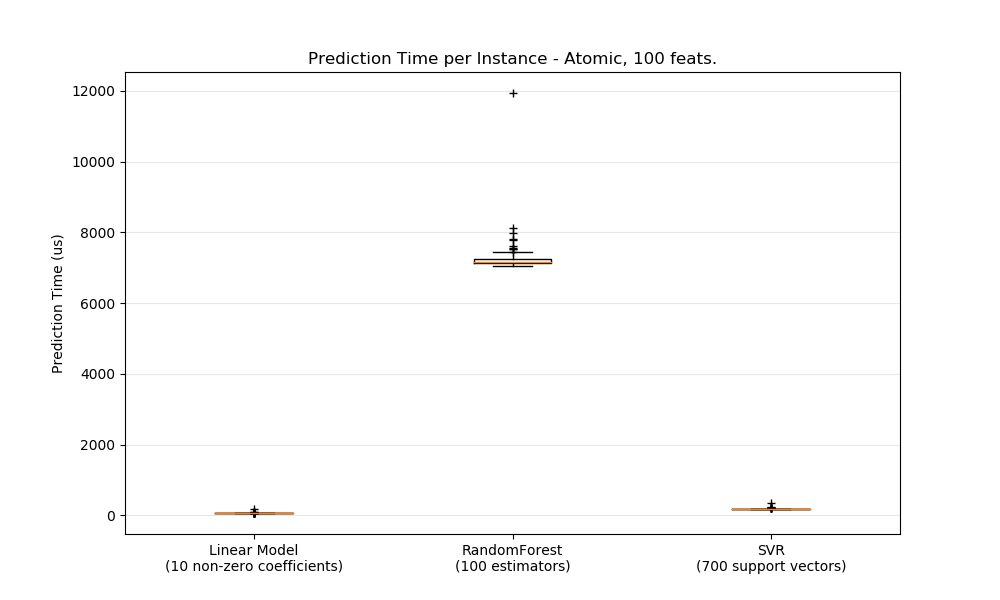 Prediction Time per Instance - Atomic, 100 feats.
12000
10000
8000
6000
4000
2000
0
Prediction Time (us)
Linear Model
(10 non-zero coefficients)
RandomForest
(100 estimators)
SVR
(700 support vectors)